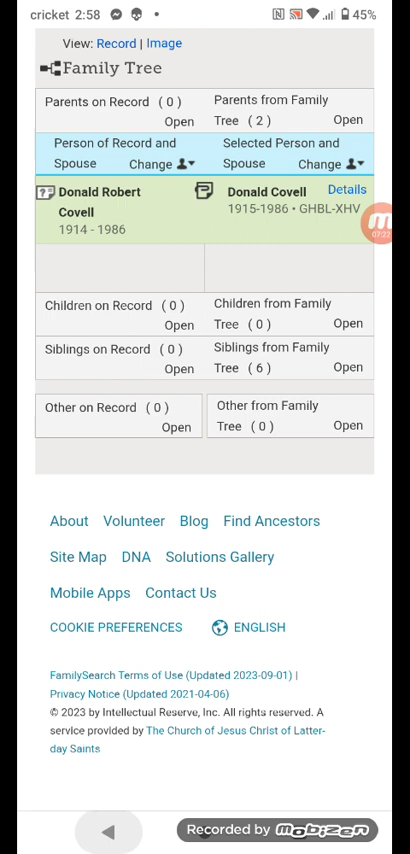 cricket 2:58 45%
View: Record | Image
Family Tree
Parents on Record ( 0 ) Open
Parents from Family
Tree ( 2 ) Open
Person of Record and
Spouse Change
Selected Person and
Spouse Change
Donald Robert
Covell
1914 - 1986
Donald Covell Details
1915-1986 • GHBL-XHV
07:22
Children on Record ( 0 )
Open
Children from Family
Tree ( 0 ) Open
Siblings on Record ( 0 )
Open
Siblings from Family
Tree ( 6 ) Open
Other on Record ( 0 )
Open
Other from Family
Tree ( 0 ) Open
About Volunteer Blog Find Ancestors
Site Map DNA Solutions Gallery
Mobile Apps Contact Us
COOKIE PREFERENCES ENGLISH
FamilySearch Terms of Use (Updated 2023-09-01) |
Privacy Notice (Updated 2021-04-06)
© 2023 by Intellectual Reserve, Inc. All rights reserved. A
service provided by The Church of Jesus Christ of Latter-
day Saints
Recorded by mobizen